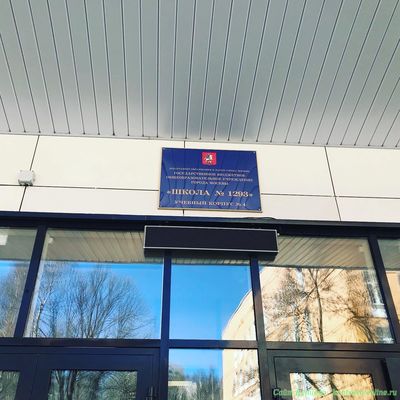 ГОСУДАРСТВЕННОЕ БЮДЖЕТНОЕ
ОБЩЕОБРАЗОВАТЕЛЬНОЕ УЧРЕЖДЕНИЕ
ГОРОДА МОСКВЫ
«ШКОЛА № 1293»
УЧЕБНЫЙ КОРПУС № 4